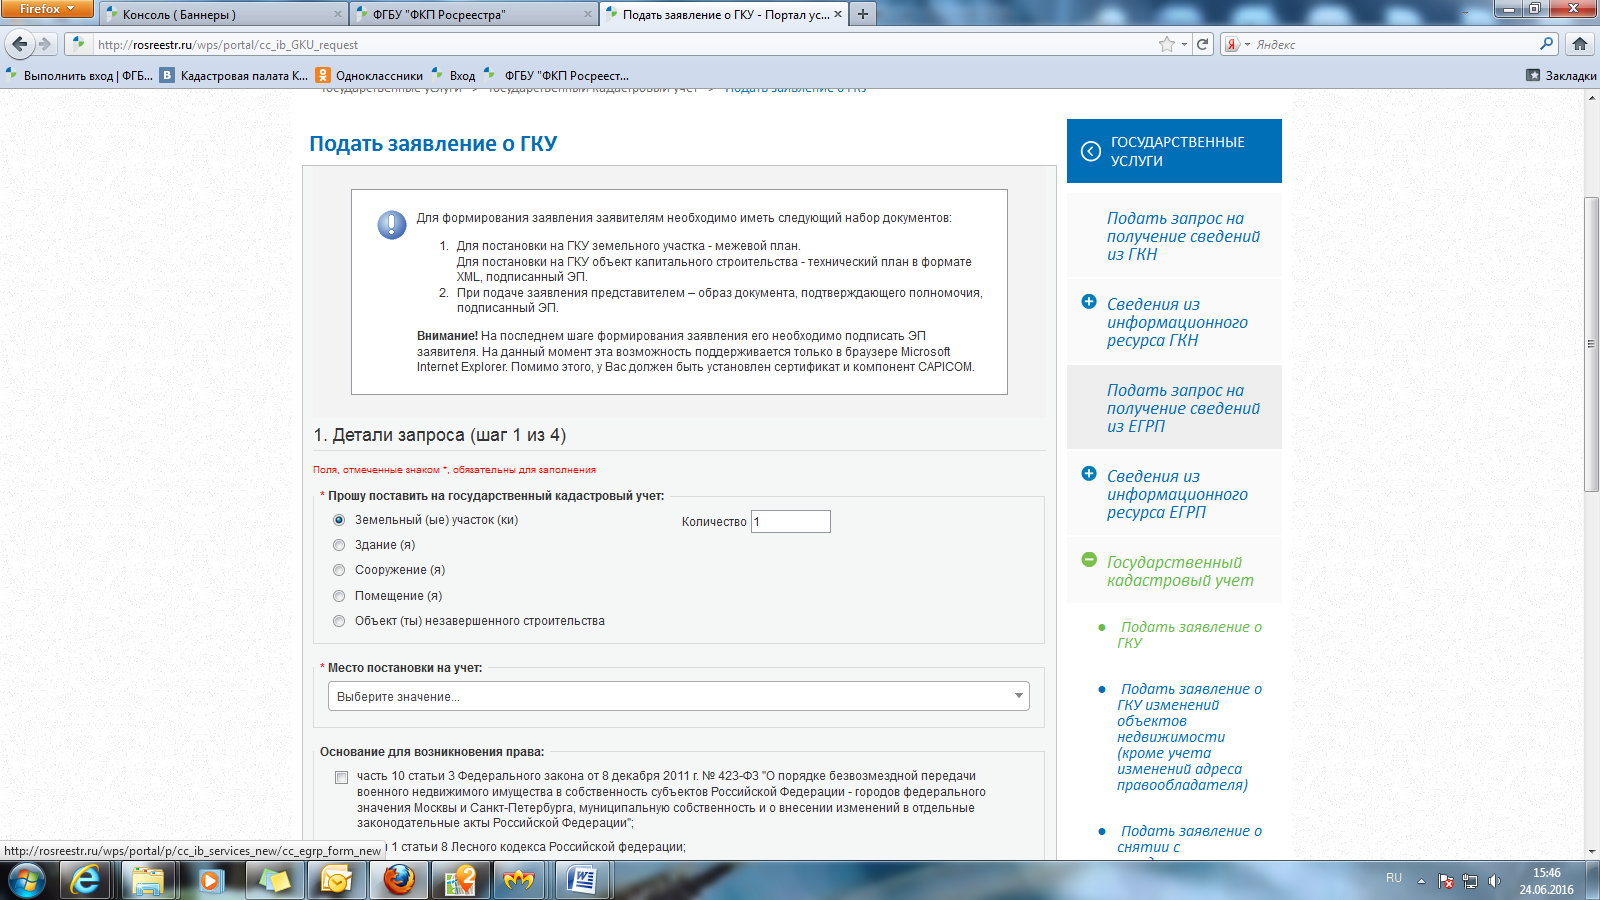 Firefox
Консоль ( Баннеры )
ФГБУ "ФКП Росреестра"
Подать заявление о ГКУ - Портал ус...
http://rosreestr.ru/wps/portal/cc_ib_GKU_request
Яндекс
Выполнить вход | ФГБ...
Кадастровая палата К...
Одноклассники
Вход
ФГБУ "ФКП Росреест...
Закладки
Государственные услуги > Государственный кадастровый учет > Подать заявление о ГКУ
Подать заявление о ГКУ
Для формирования заявления заявителям необходимо иметь следующий набор документов:
1. Для постановки на ГКУ земельного участка - межевой план.
Для постановки на ГКУ объект капитального строительства - технический план в формате
XML, подписанный ЭП.
2. При подаче заявления представителем – образ документа, подтверждающего полномочия,
подписанный ЭП.
Внимание! На последнем шаге формирования заявления его необходимо подписать ЭП
заявителя. На данный момент эта возможность поддерживается только в браузере Microsoft
Internet Explorer. Помимо этого, у Вас должен быть установлен сертификат и компонент CAPICOM.
1. Детали запроса (шаг 1 из 4)
Поля, отмеченные знаком *, обязательны для заполнения
* Прошу поставить на государственный кадастровый учет:
Земельный (ые) участок (ки)
Количество 1
Здание (я)
Сооружение (я)
Помещение (я)
Объект (ты) незавершенного строительства
* Место постановки на учет:
Выберите значение...
Основание для возникновения права:
часть 10 статьи 3 Федерального закона от 8 декабря 2011 г. № 423-ФЗ "О порядке безвозмездной передачи
военного недвижимого имущества в собственность субъектов Российской Федерации - городов федерального
значения Москвы и Санкт-Петербурга, муниципальную собственность и о внесении изменений в отдельные
законодательные акты Российской Федерации";
1 статьи 8 Лесного кодекса Российской федерации;
ГОСУДАРСТВЕННЫЕ
УСЛУГИ
Подать запрос на
получение сведений
из ГКН
Сведения из
информационного
ресурса ГКН
Подать запрос на
получение сведений
из ЕГРП
Сведения из
информационного
ресурса ЕГРП
Государственный
кадастровый учет
Подать заявление о
ГКУ
Подать заявление о
ГКУ изменений
объектов
недвижимости
(кроме учета
изменений адреса
правообладателя)
Подать заявление о
снятии с
http://rosreestr.ru/wps/portal/p/cc_ib_services_new/cc_egrp_form_new
RU
15:46
24.06.2016